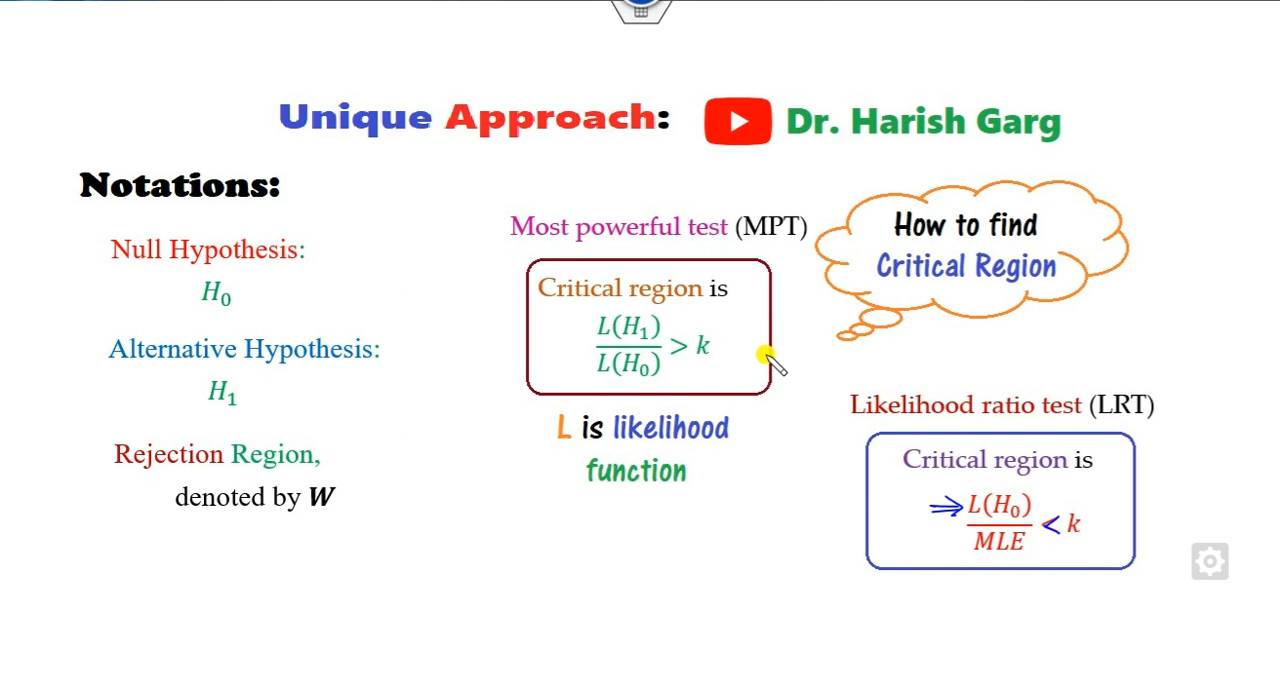 Unique Approach: Dr. Harish Garg
Notations:
Null Hypothesis:
H₀
Alternative Hypothesis:
H₁
Rejection Region,
denoted by W
Most powerful test (MPT)
Critical region is
L(H₁)
L(H₀) > k
L is likelihood
function
How to find
Critical Region
Likelihood ratio test (LRT)
Critical region is
⇒ L(H₀)
MLE < k